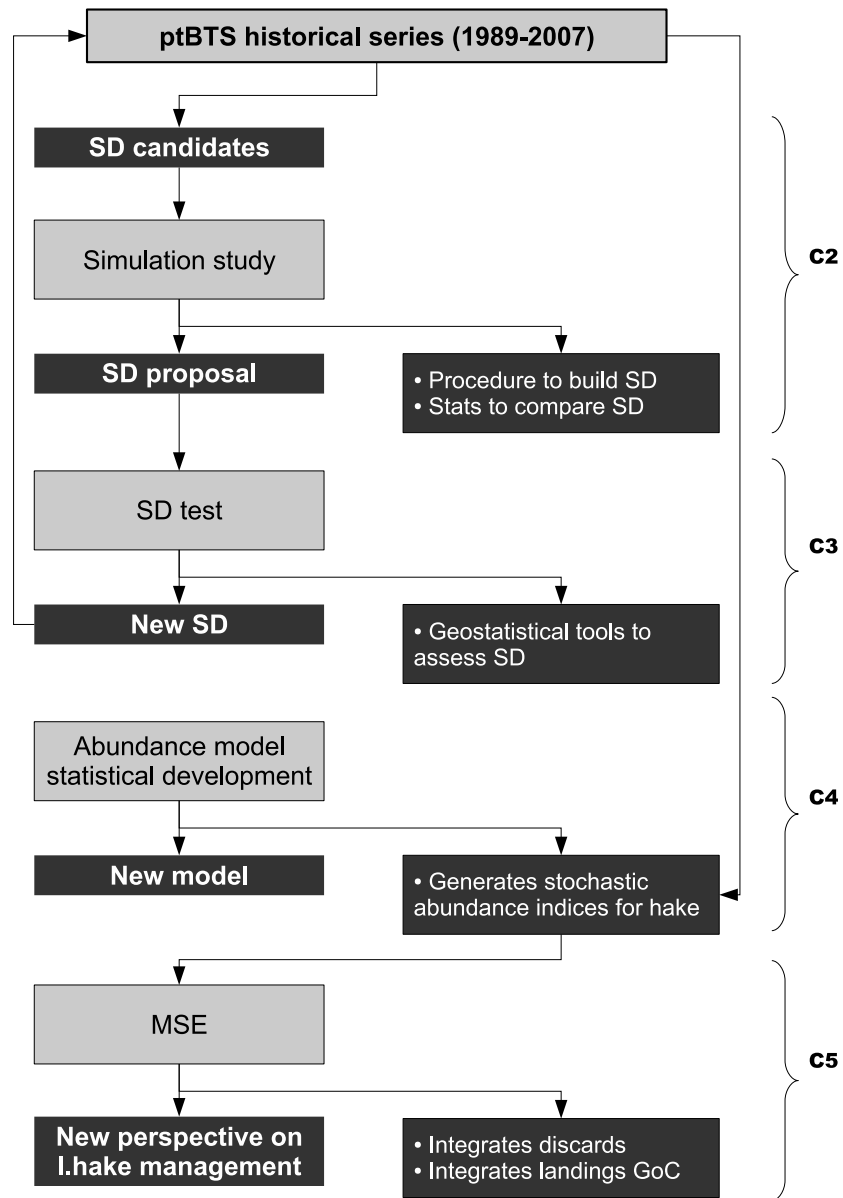 ptBTS historical series (1989-2007)
SD candidates
Simulation study
C2
SD proposal
• Procedure to build SD
• Stats to compare SD
SD test
C3
New SD
• Geostatistical tools to
assess SD
Abundance model
statistical development
C4
New model
• Generates stochastic
abundance indices for hake
MSE
C5
New perspective on
I.hake management
• Integrates discards
• Integrates landings GoC